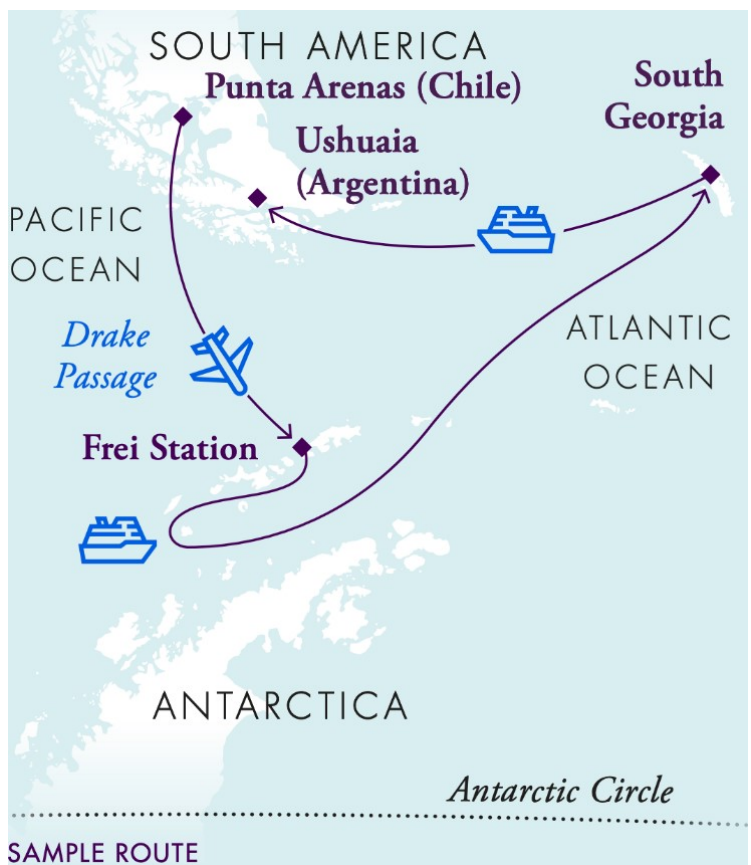 SOUTH AMERICA
Punta Arenas (Chile)
Ushuaia
(Argentina)
South
Georgia
PACIFIC
OCEAN
Drake
Passage
ATLANTIC
OCEAN
Frei Station
ANTARCTICA
Antarctic Circle
SAMPLE ROUTE